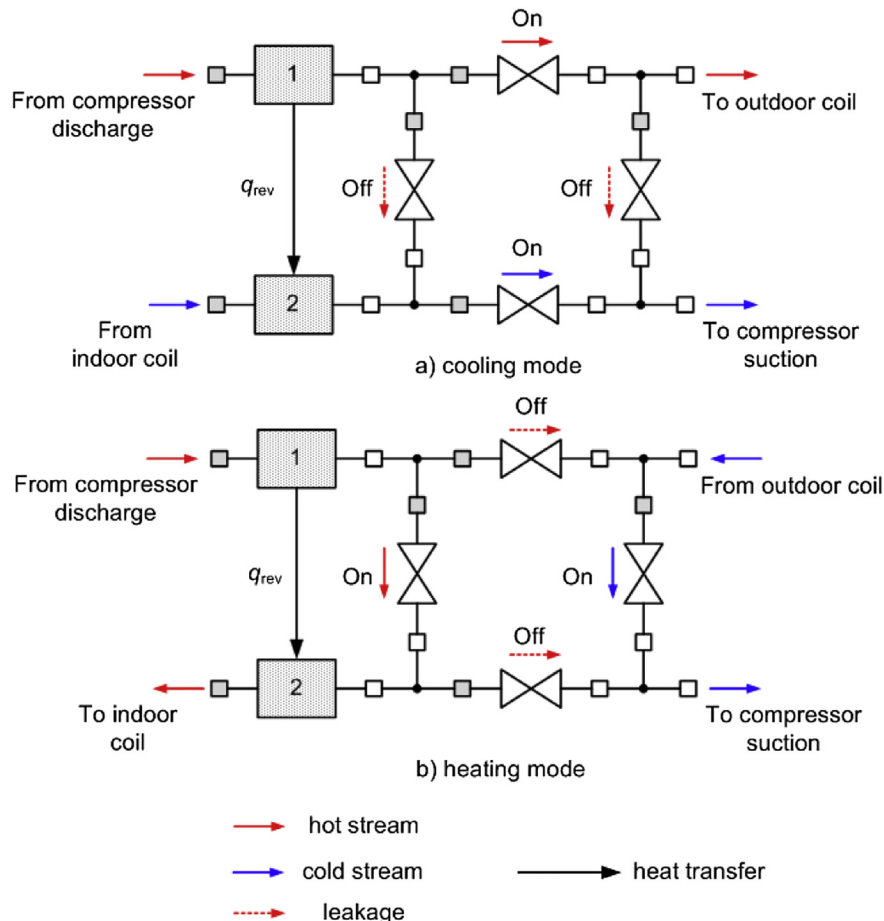 On
1
From compressor
discharge
To outdoor coil
q_rev
Off
Off
On
2
From
indoor coil
To compressor
suction
a) cooling mode
Off
1
From compressor
discharge
From outdoor coil
q_rev
On
On
Off
2
To indoor
coil
To compressor
suction
b) heating mode
hot stream
cold stream
heat transfer
leakage